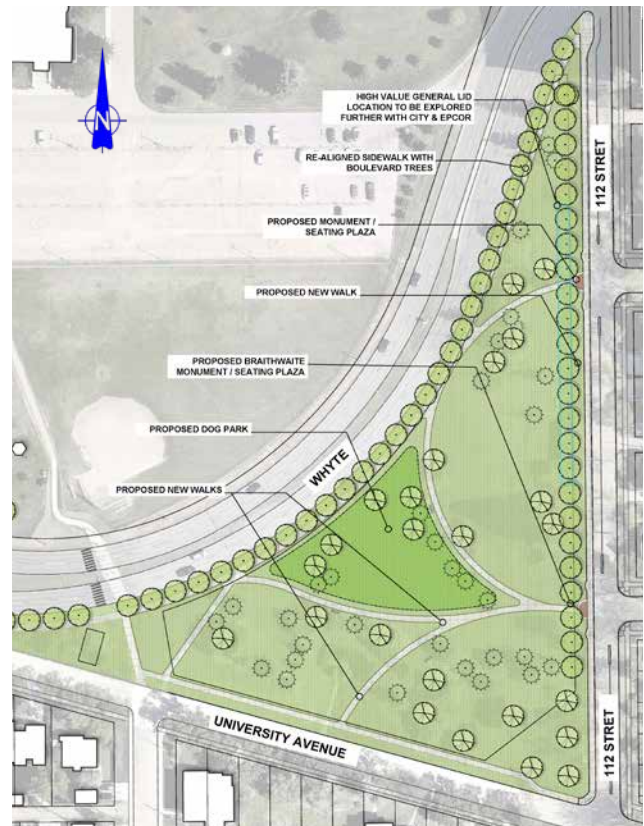 N
HIGH VALUE GENERAL LID
LOCATION TO BE EXPLORED
FURTHER WITH CITY & EPCOR
RE-ALIGNED SIDEWALK WITH
BOULEVARD TREES
112 STRET
PROPOSED MONUMENT /
SEATING PLAZA
PROPOSED NEW WALK
PROPOSED BRAITHWAITE
MONUMENT / SEATING PLAZA
PROPOSED DOG PARK
WHYTE
PROPOSED NEW WALKS
UNIVERSITY AVENUE
112 STRET